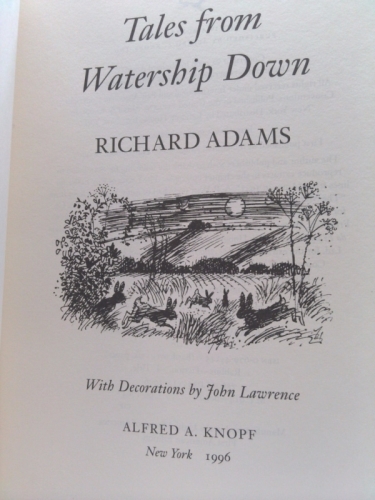 Tales from
Watership Down
RICHARD ADAMS
With Decorations by John Lawrence
ALFRED A. KNOPF
New York 1996